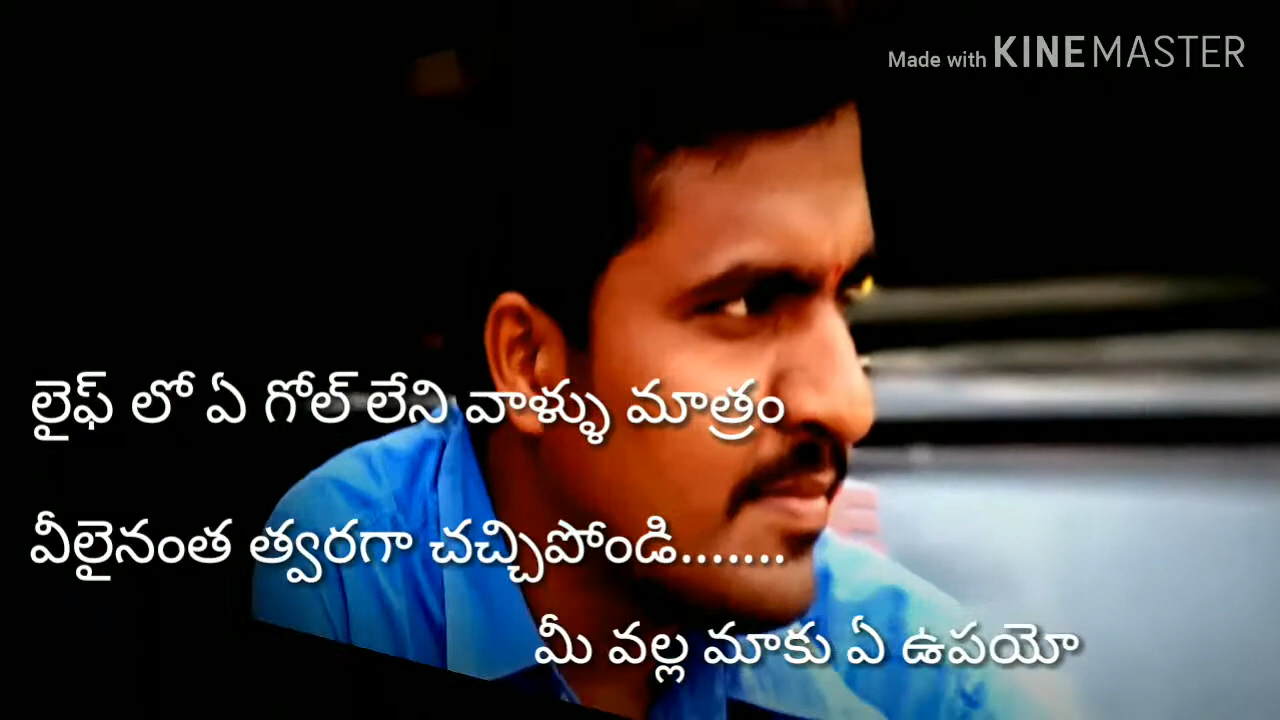 Made with KINEMASTER
లైఫ్ లో ఏ గోల్ లేని వాళ్ళు మాత్రం
వీలైనంత త్వరగా చచ్చిపోండి.......
మీ వల్ల మాకు ఏ ఉపయో